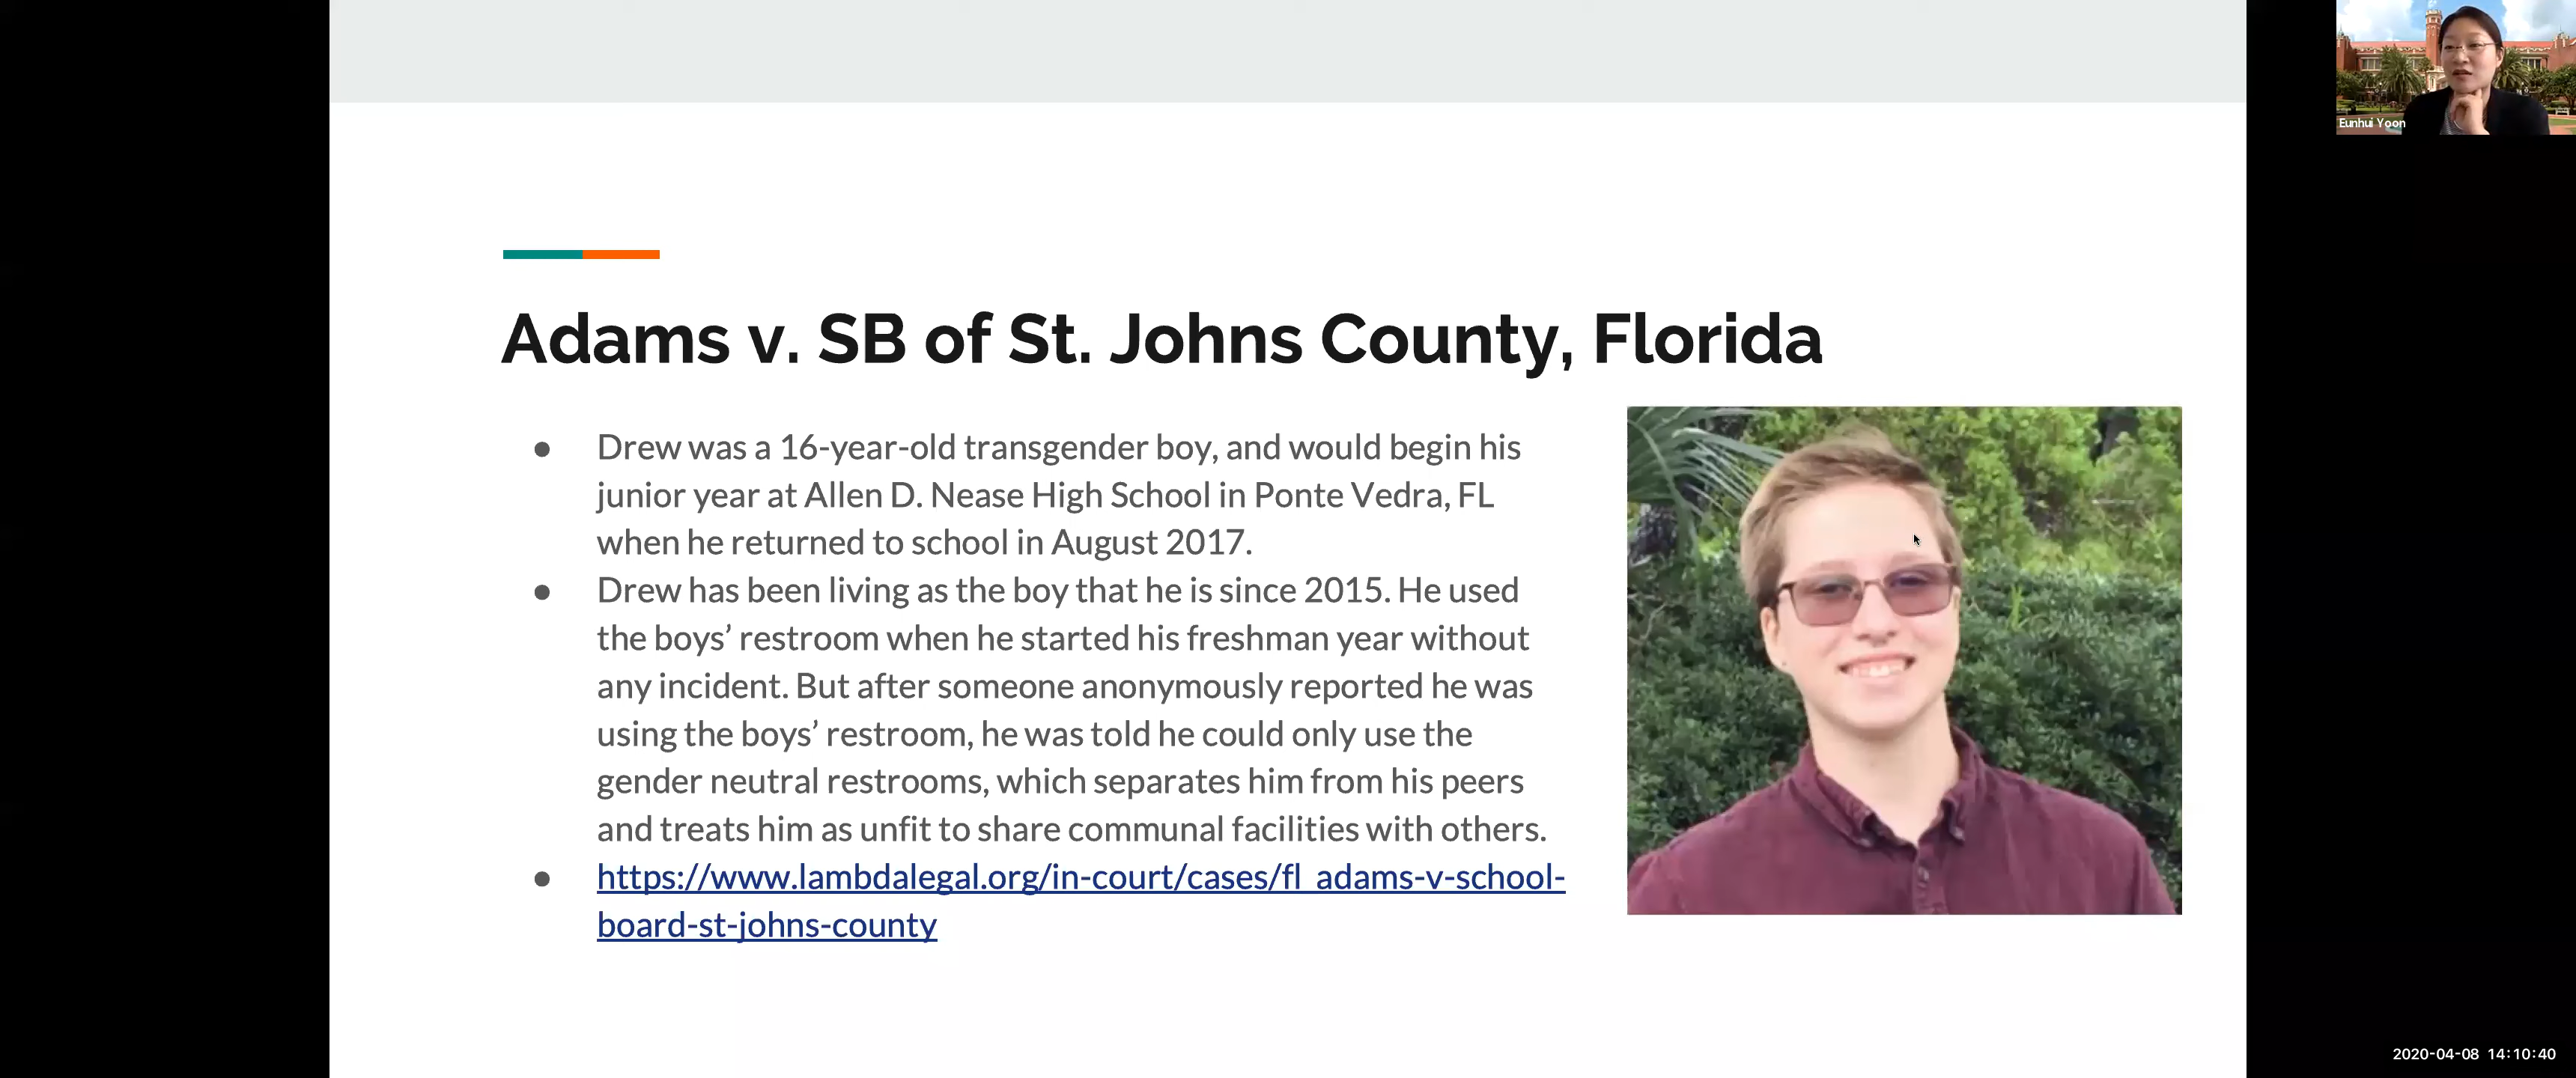 Eunhui Yoon
Adams v. SB of St. Johns County, Florida
● Drew was a 16-year-old transgender boy, and would begin his
junior year at Allen D. Nease High School in Ponte Vedra, FL
when he returned to school in August 2017.
● Drew has been living as the boy that he is since 2015. He used
the boys’ restroom when he started his freshman year without
any incident. But after someone anonymously reported he was
using the boys’ restroom, he was told he could only use the
gender neutral restrooms, which separates him from his peers
and treats him as unfit to share communal facilities with others.
● https://www.lambdalegal.org/in-court/cases/fl_adams-v-school-
board-st-johns-county
2020-04-08 14:10:40